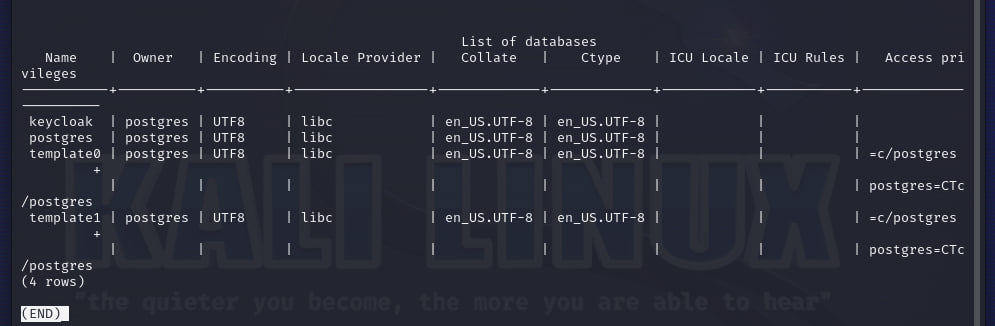 List of databases
Name | Owner | Encoding | Locale Provider | Collate | Ctype | ICU Locale | ICU Rules | Access pri
vileges
keycloak | postgres | UTF8 | libc | en_US.UTF-8 | en_US.UTF-8 | | |
postgres | postgres | UTF8 | libc | en_US.UTF-8 | en_US.UTF-8 | | |
template0 | postgres | UTF8 | libc | en_US.UTF-8 | en_US.UTF-8 | | | =c/postgres
+
| | | | | | | | postgres=CTc
/postgres
template1 | postgres | UTF8 | libc | en_US.UTF-8 | en_US.UTF-8 | | | =c/postgres
+
| | | | | | | | postgres=CTc
/postgres
(4 rows)
KALI LINUX
"the quieter you become, the more you are able to hear"
(END)